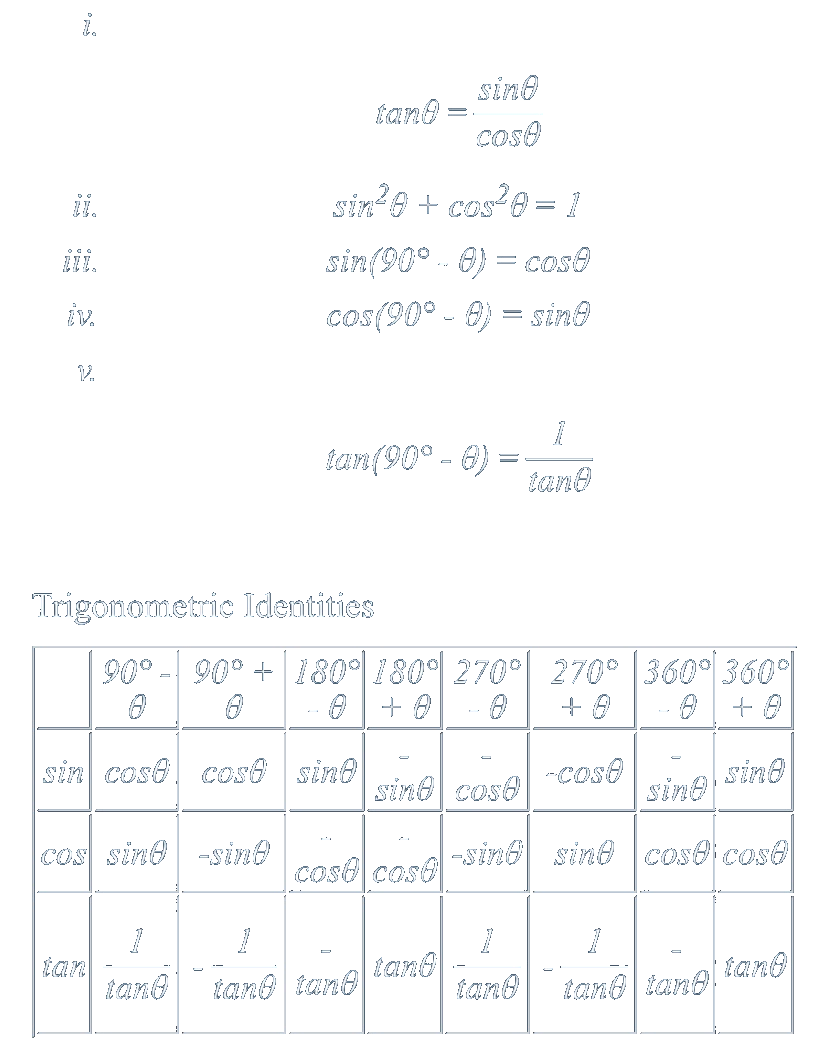 i.
tanθ = sinθ/cosθ
ii. sin²θ + cos²θ = 1
iii. sin(90° - θ) = cosθ
iv. cos(90° - θ) = sinθ
v.
tan(90° - θ) = 1/tanθ
Trigonometric Identities
90° - θ 90° + θ 180° - θ 180° + θ 270° - θ 270° + θ 360° - θ 360° + θ
sin cosθ cosθ sinθ -sinθ -cosθ -cosθ -sinθ sinθ
cos sinθ -sinθ -cosθ -cosθ -sinθ sinθ cosθ cosθ
tan 1/tanθ -1/tanθ -tanθ tanθ 1/tanθ -1/tanθ -tanθ tanθ